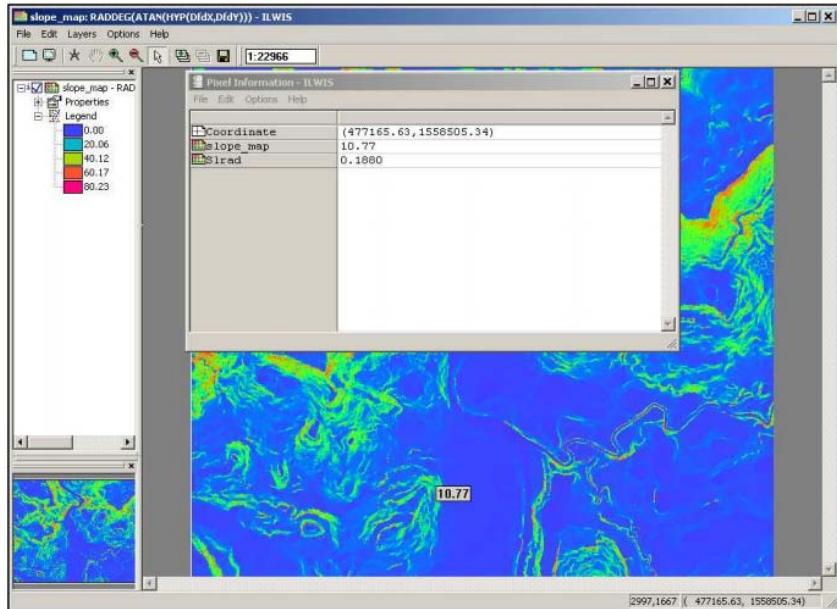 slope_map: RADDEG(ATAN(HYP(DfdX,DfdY))) - ILWIS
File Edit Layers Options Help
1:22966
slope_map - RAD
Properties
Legend
0.00
20.06
40.12
60.17
80.23
Pixel Information - ILWIS
File Edit Options Help
Coordinate (477165.63,1558505.34)
slope_map 10.77
Slrad 0.1880
10.77
2997,1667 ( 477165.63, 1558505.34)